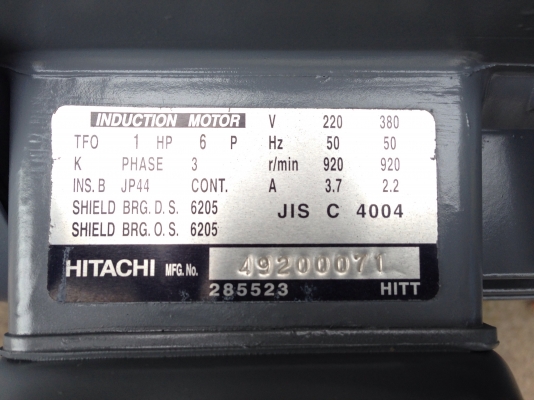 INDUCTION MOTOR V 220 380
TFO 1 HP 6 P Hz 50 50
K PHASE 3 r/min 920 920
INS.B JP44 CONT. A 3.7 2.2
SHIELD BRG.D.S. 6205 JIS C 4004
SHIELD BRG.O.S. 6205
HITACHI MFG.No. 49200071
285523 HITT